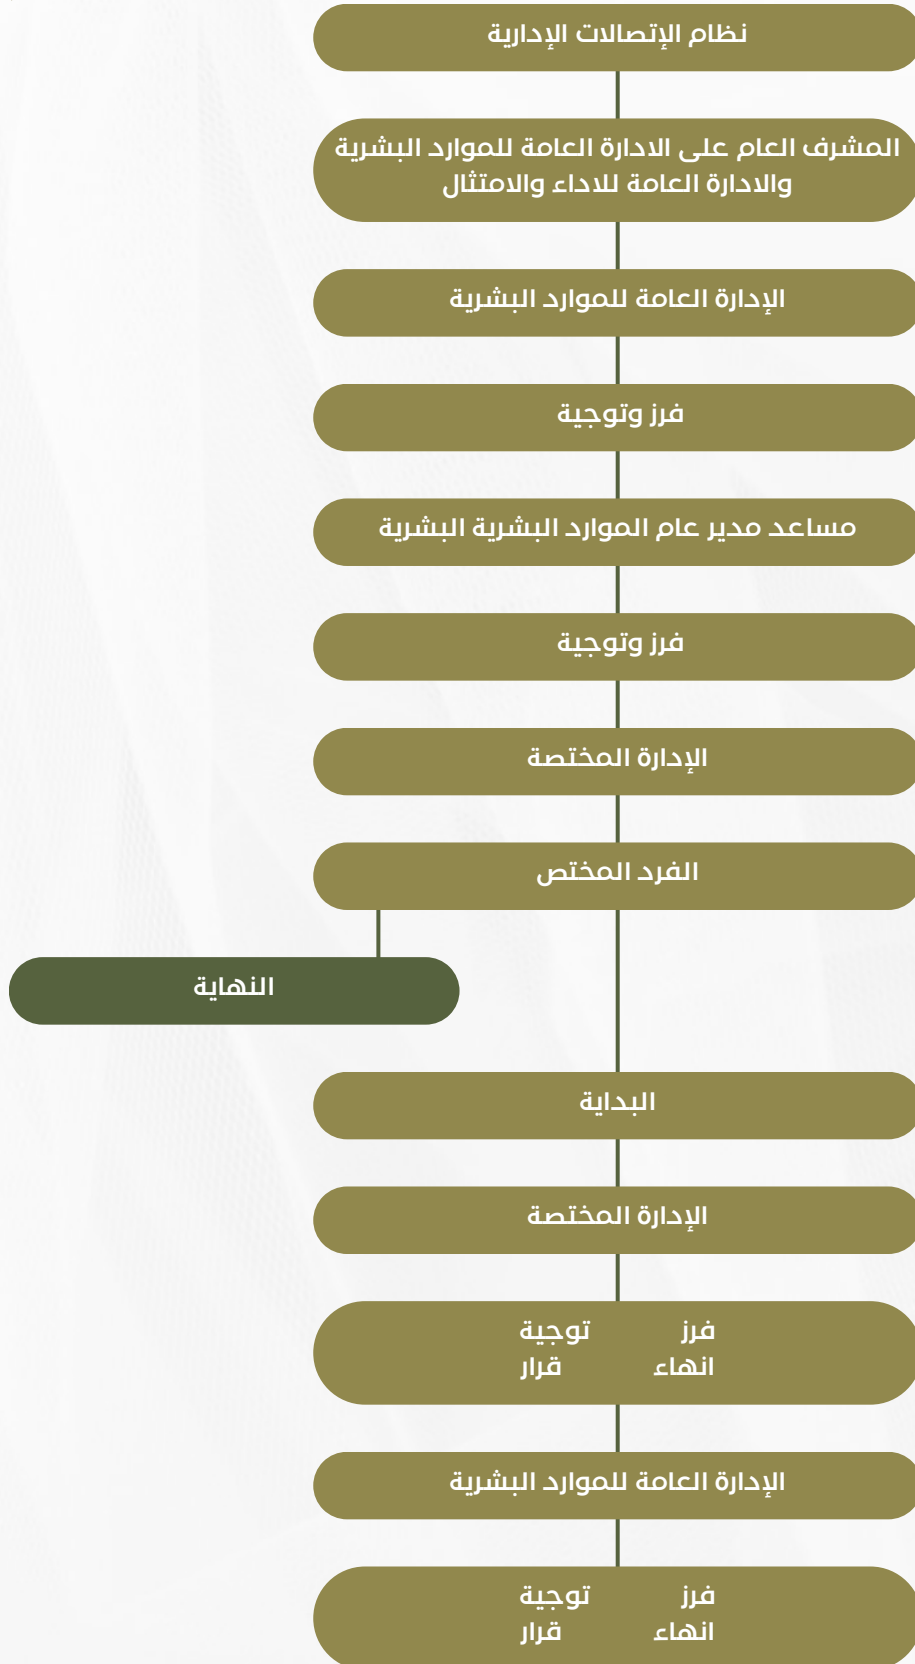 نظام الإتصالات الإدارية
المشرف العام على الادارة العامة للموارد البشرية
والادارة العامة للاداء والامتثال
الإدارة العامة للموارد البشرية
فرز وتوجية
مساعد مدير عام الموارد البشرية البشرية
فرز وتوجية
الإدارة المختصة
الفرد المختص
النهاية
البداية
الإدارة المختصة
فرز توجية
انهاء قرار
الإدارة العامة للموارد البشرية
فرز توجية
انهاء قرار